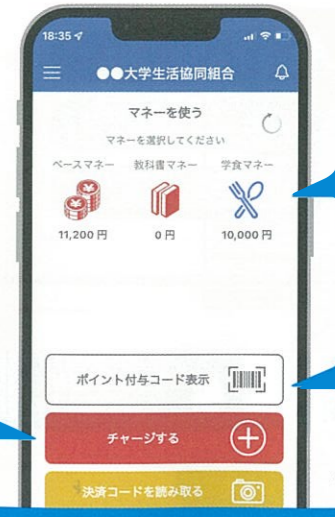 18:35
●●大学生活協同組合
マネーを使う
マネーを選択してください
ベースマネー 教科書マネー 学食マネー
11,200 円 0 円 10,000 円
ポイント付与コード表示
チャージする
決済コードを読み取る